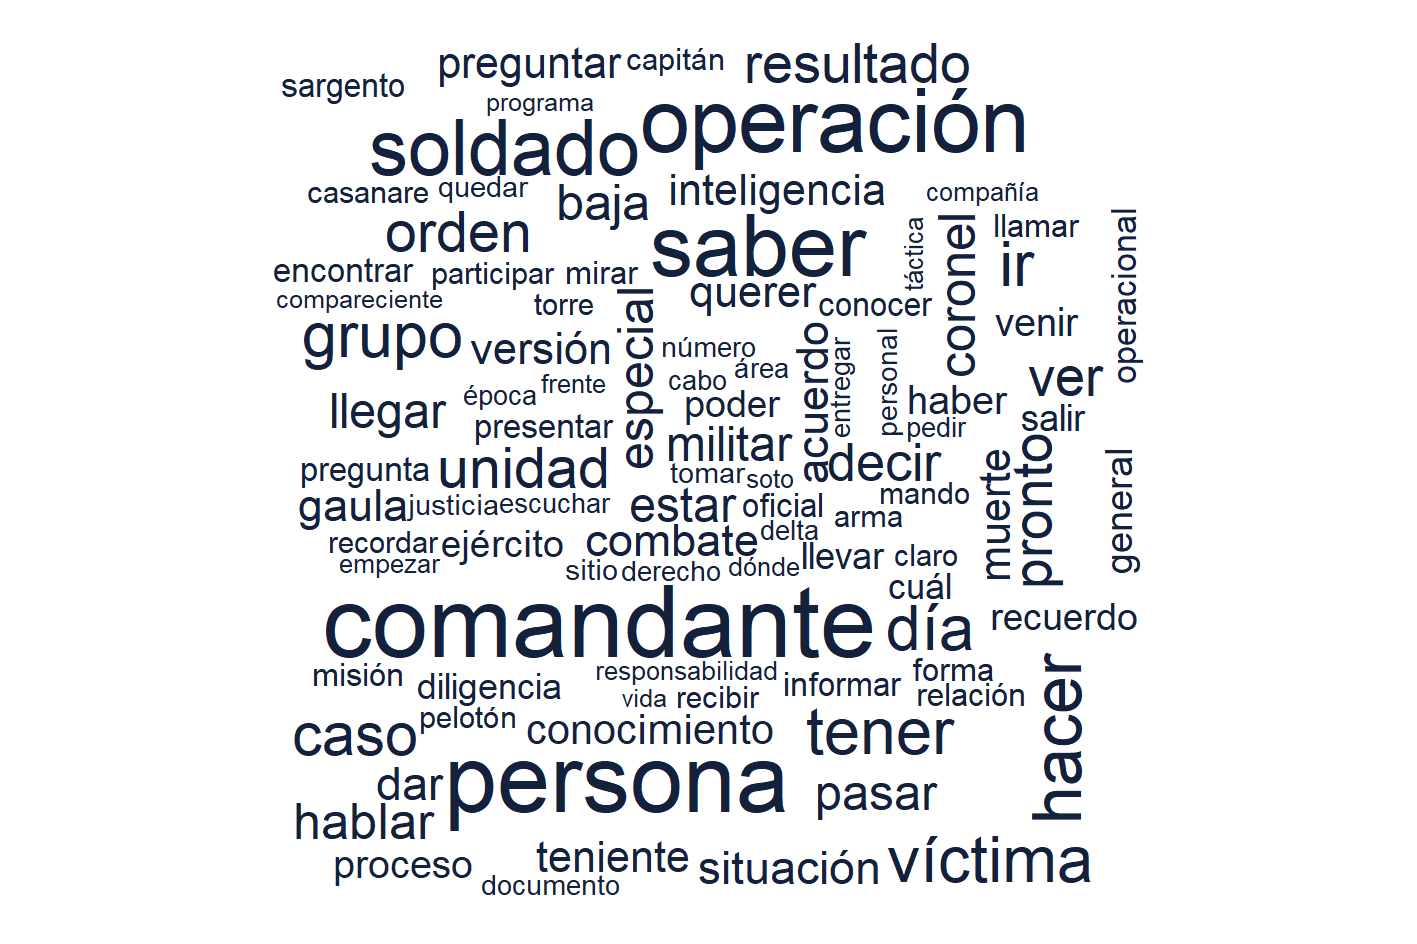 preguntar capitán resultado
sargento
programa
operación
soldado
casanare quedar
baja
inteligencia
compañía
orden
saber
coronel
llamar
operacional
táctica
ir
encontrar participar mirar
compareciente
torre
especial
querer conocer
venir
grupo versión
número
acuerdo
entregar
personal
ver
época frente
cabo área
llegar
poder
haber
salir
presentar
pedir
militar
decir
pronto
muerte
general
pregunta unidad
tomar soto
mando
gaula justicia escuchar estar oficial
arma
delta
recordar ejército combate
llevar claro
empezar
sitio derecho dónde
cuál
comandante día recuerdo
hacer
misión diligencia
responsabilidad
informar forma
vida recibir
relación
caso pelotón conocimiento tener
dar persona pasar
hablar
proceso teniente situación víctima
documento